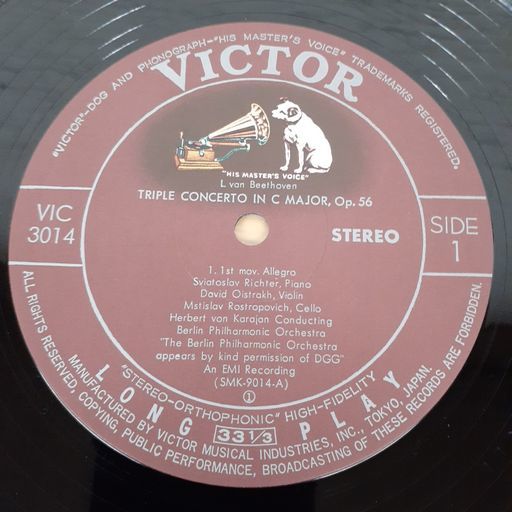 "VICTOR"-DOG AND PHONOGRAPH-"HIS MASTER'S VOICE" TRADEMARKS REGISTERED.
VICTOR
"HIS MASTER'S VOICE"
L. van Beethoven
TRIPLE CONCERTO IN C MAJOR, Op. 56
VIC
3014
STEREO
SIDE
1
1. 1st mov. Allegro
Sviatoslav Richter, Piano
David Oistrakh, Violin
Mstislav Rostropovich, Cello
Herbert von Karajan Conducting
Berlin Philharmonic Orchestra
"The Berlin Philharmonic Orchestra
appears by kind permission of DGG"
An EMI Recording
(SMK-9014-A)
①
"STEREO-ORTHOPHONIC" HIGH-FIDELITY
LONG 33 1/3 PLAY
MANUFACTURED BY VICTOR MUSICAL INDUSTRIES, INC., TOKYO, JAPAN.
ALL RIGHTS RESERVED, COPYING, PUBLIC PERFORMANCE, BROADCASTING OF THESE RECORDS ARE FORBIDDEN.